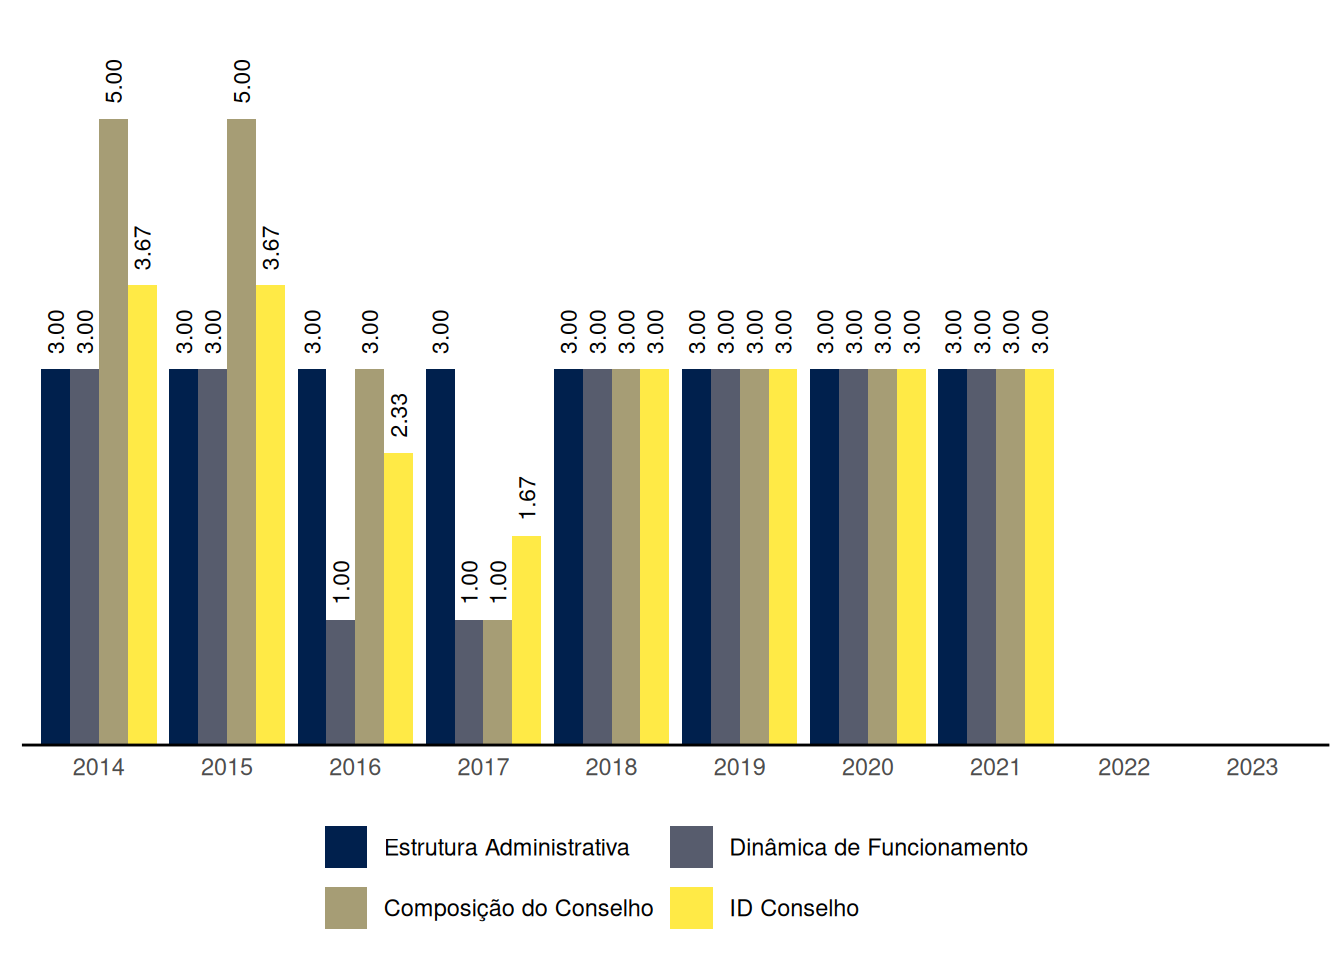 5.00 5.00
3.67 3.67
3.00 3.00 3.00 3.00 3.00 3.00 3.00 3.00 3.00 3.00 3.00 3.00 3.00 3.00 3.00 3.00 3.00 3.00 3.00 3.00 3.00 3.00 3.00
2.33
1.67
1.00 1.00 1.00
2014 2015 2016 2017 2018 2019 2020 2021 2022 2023
Estrutura Administrativa Dinâmica de Funcionamento
Composição do Conselho ID Conselho